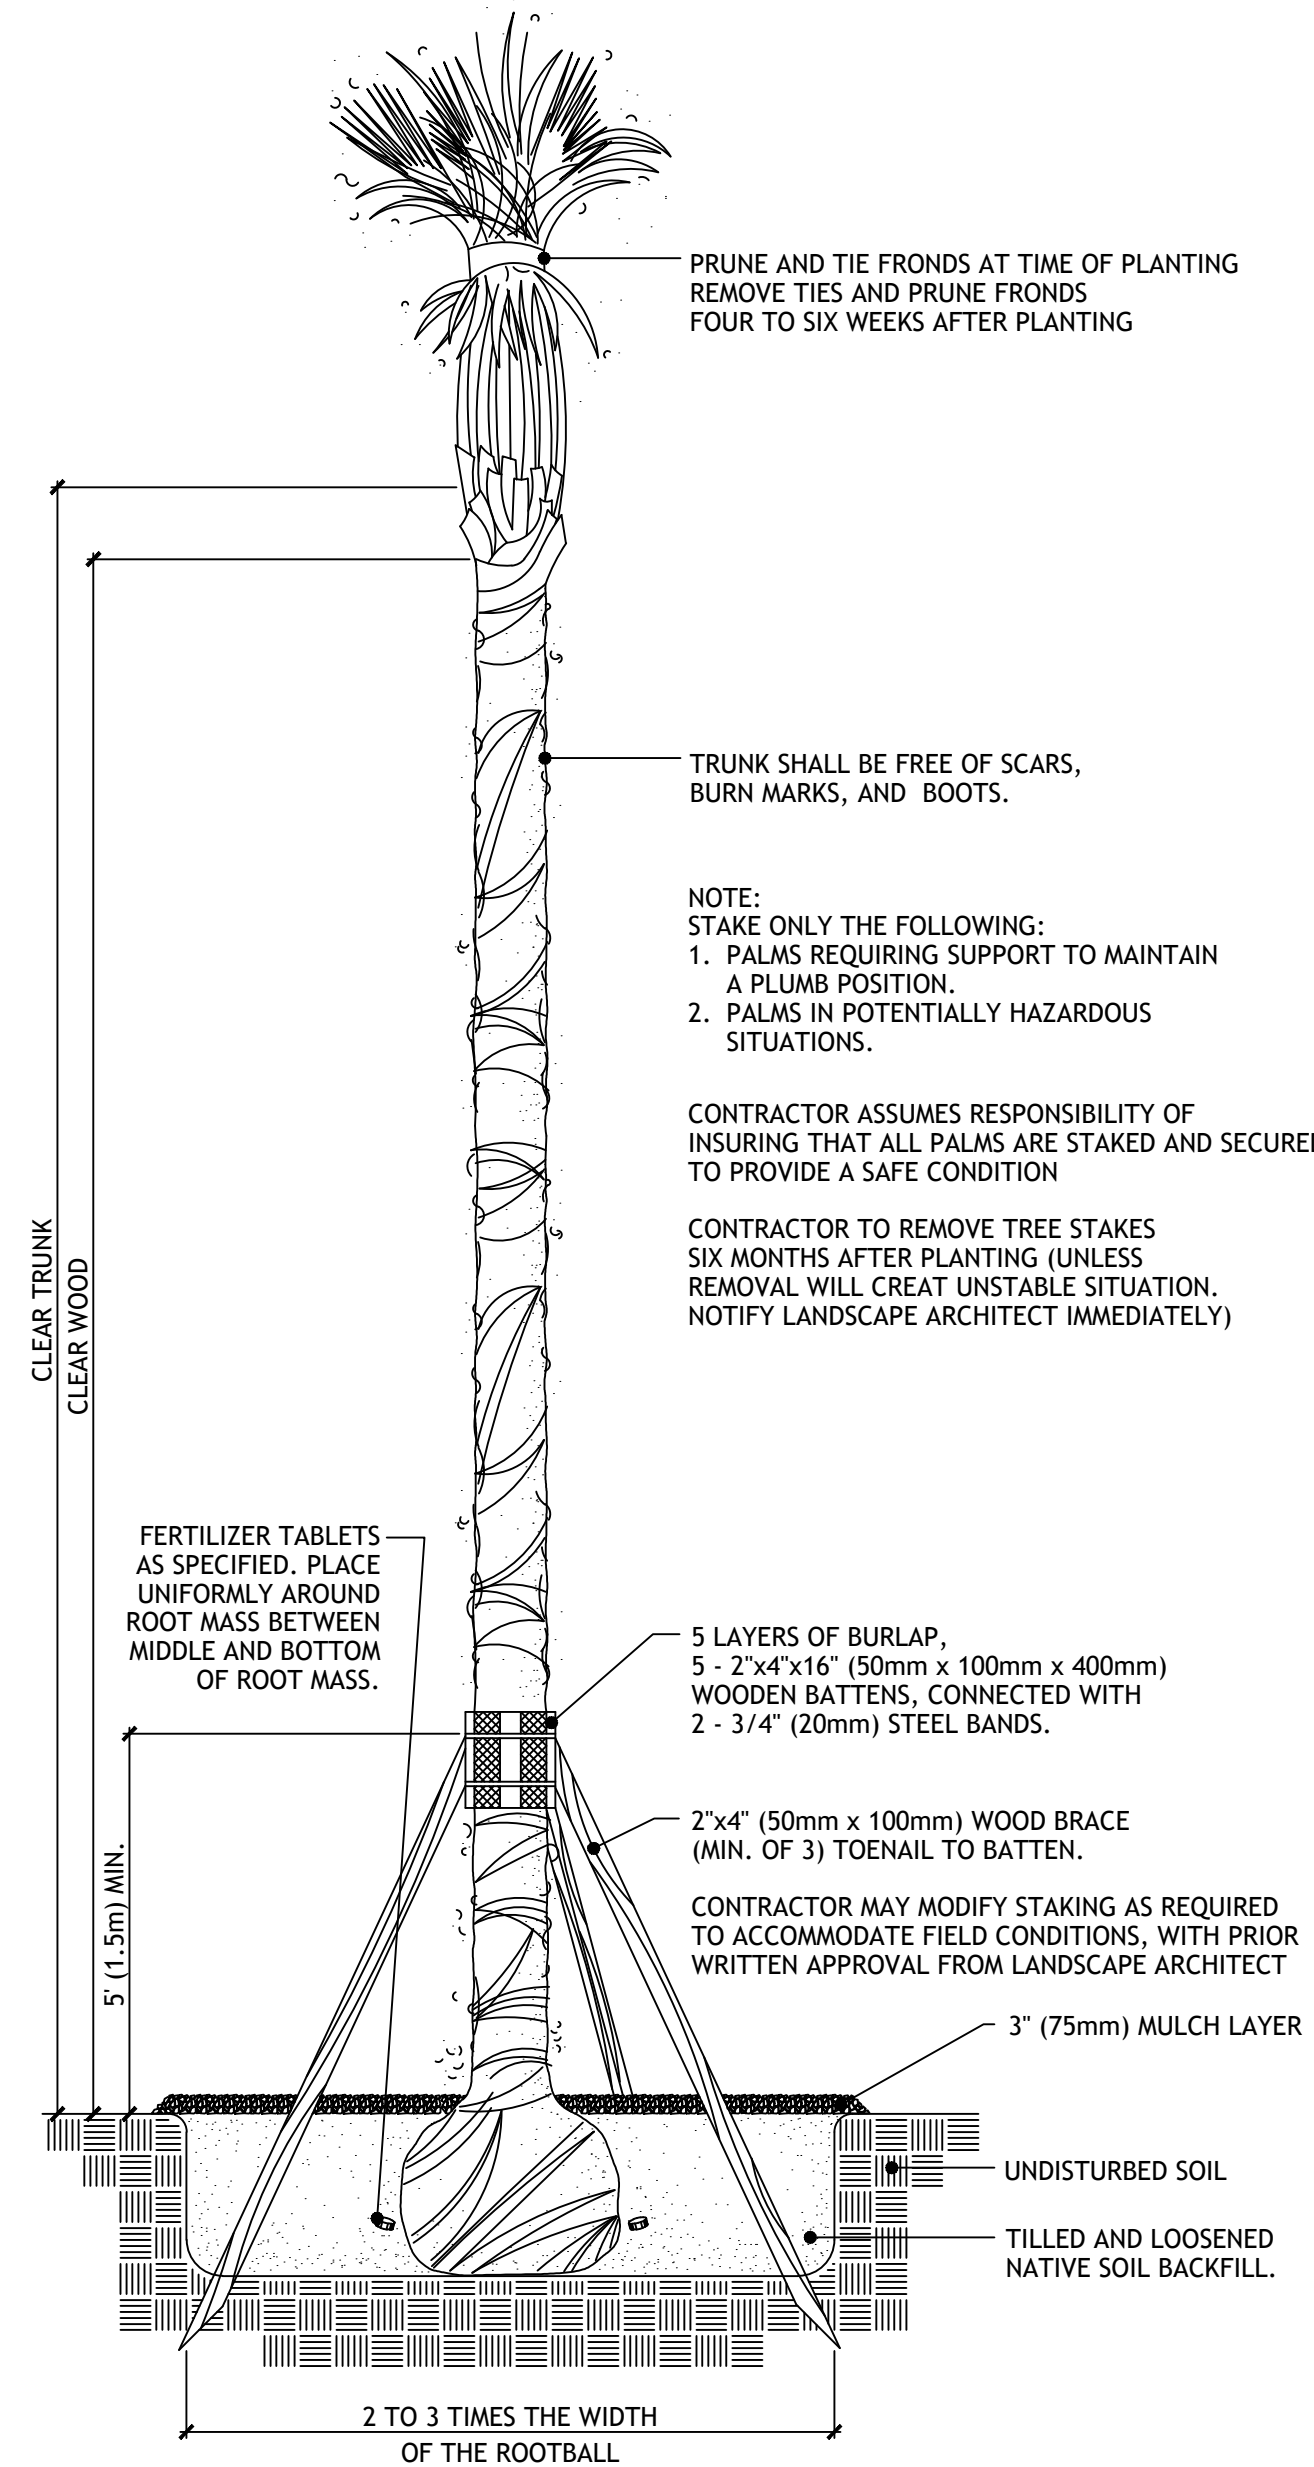 PRUNE AND TIE FRONDS AT TIME OF PLANTING
REMOVE TIES AND PRUNE FRONDS
FOUR TO SIX WEEKS AFTER PLANTING
TRUNK SHALL BE FREE OF SCARS,
BURN MARKS, AND  BOOTS.
NOTE:
STAKE ONLY THE FOLLOWING:
1. PALMS REQUIRING SUPPORT TO MAINTAIN
A PLUMB POSITION.
2. PALMS IN POTENTIALLY HAZARDOUS
SITUATIONS.
CONTRACTOR ASSUMES RESPONSIBILITY OF
INSURING THAT ALL PALMS ARE STAKED AND
TO PROVIDE A SAFE CONDITION
CONTRACTOR TO REMOVE TREE STAKES
SIX MONTHS AFTER PLANTING (UNLESS
REMOVAL WILL CREAT UNSTABLE SITUATION.
NOTIFY LANDSCAPE ARCHITECT IMMEDIATELY)
CLEAR TRUNK
CLEAR WOOD
FERTILIZER TABLETS
AS SPECIFIED. PLACE
UNIFORMLY AROUND
ROOT MASS BETWEEN
MIDDLE AND BOTTOM
OF ROOT MASS.
5 LAYERS OF BURLAP,
5 - 2"x4"x16" (50mm x 100mm x 400mm)
WOODEN BATTENS, CONNECTED WITH
2 - 3/4" (20mm) STEEL BANDS.
2"x4" (50mm x 100mm) WOOD BRACE
(MIN. OF 3) TOENAIL TO BATTEN.
CONTRACTOR MAY MODIFY STAKING AS REQUIRED
TO ACCOMMODATE FIELD CONDITIONS, WITH PRIOR
WRITTEN APPROVAL FROM LANDSCAPE ARCHITECT
5' (1.5m) MIN.
3" (75mm) MULCH LAYER
UNDISTURBED SOIL
TILLED AND LOOSENED
NATIVE SOIL BACKFILL.
2 TO 3 TIMES THE WIDTH
OF THE ROOTBALL